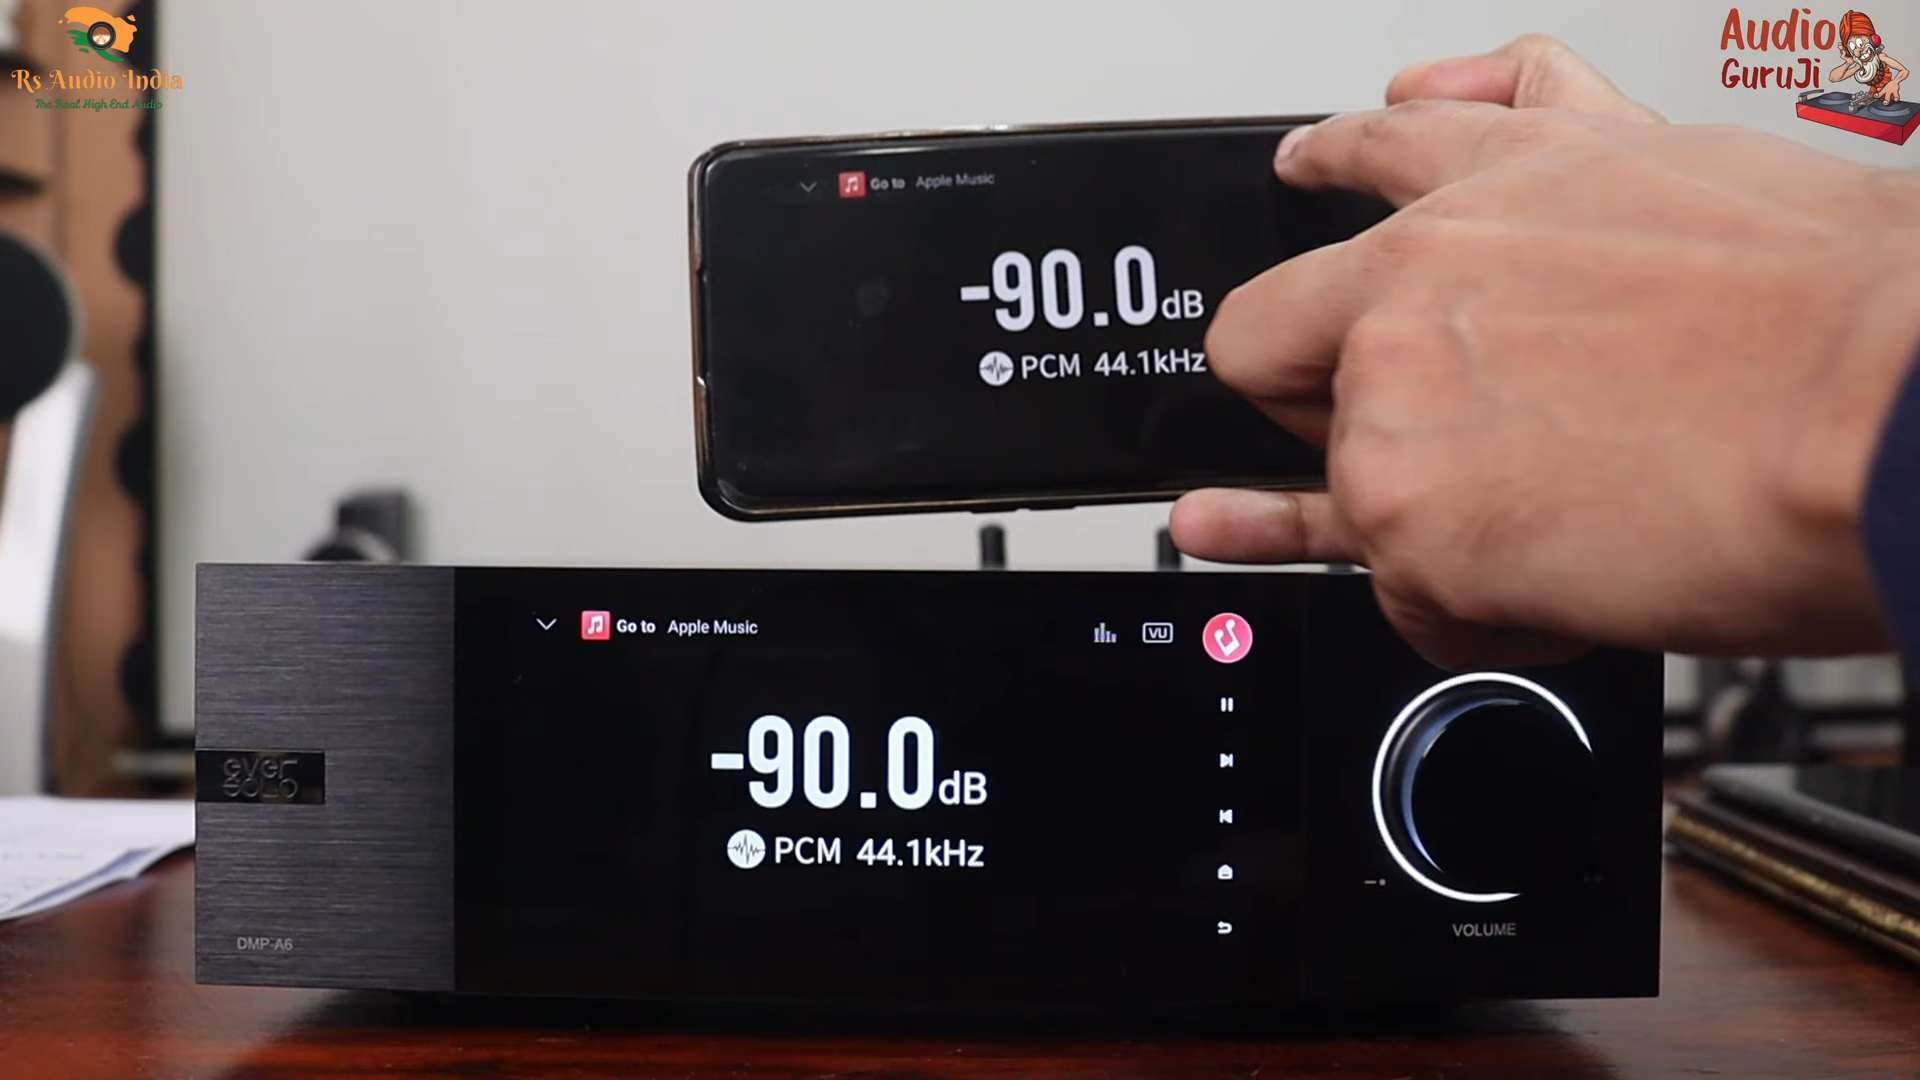 Rs Audio India
The Real High End Audio
Audio
GuruJi
Go to Apple Music
-90.0dB
PCM 44.1kHz
Go to Apple Music
VU
-90.0dB
PCM 44.1kHz
ever
solo
DMP-A6
VOLUME